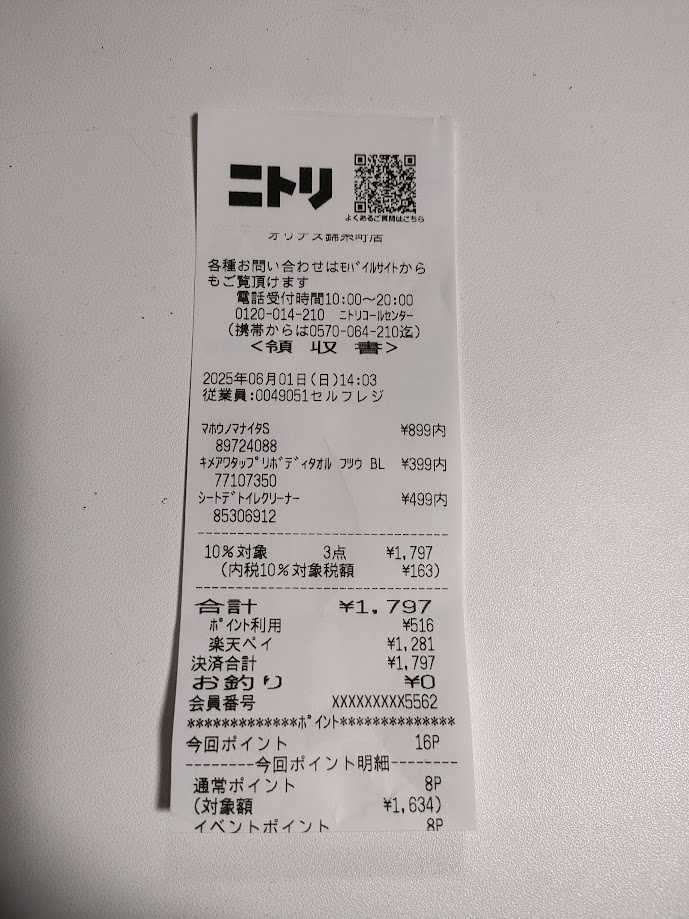 ニトリ
よくあるご質問はこちら
オリナス錦糸町店
各種お問い合わせはﾓﾊﾞｲﾙｻｲﾄから
もご覧頂けます
電話受付時間10:00～20:00
0120-014-210 ﾆﾄﾘｺｰﾙｾﾝﾀｰ
(携帯からは0570-064-210迄)
<領 収 書>
2025年06月01日(日)14:03
従業員:0049051セルフレジ
ﾏﾎｳﾉﾏﾅｲﾀS ¥899内
89724088
ｷﾒｱﾜﾀｯﾌﾟﾘﾎﾞﾃﾞｨﾀｵﾙ ﾌﾂｳ BL ¥399内
77107350
ｼｰﾄﾃﾞﾄｲﾚｸﾘｰﾅｰ ¥499内
85306912
--------------------------------
10%対象 3点 ¥1,797
(内税10%対象税額 ¥163)
--------------------------------
合計 ¥1,797
ﾎﾟｲﾝﾄ利用 ¥516
楽天ペイ ¥1,281
決済合計 ¥1,797
お釣り ¥0
会員番号 XXXXXXXXX5562
*************ﾎﾟｲﾝﾄ*************
今回ポイント 16P
--------今回ポイント明細--------
通常ポイント 8P
(対象額 ¥1,634)
イベントポイント 8P